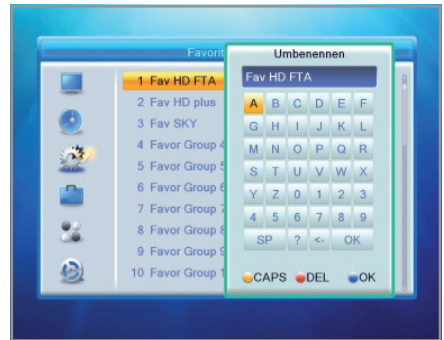 Favorit
1 Fav HD FTA
2 Fav HD plus
3 Fav SKY
4 Favor Group 4
5 Favor Group 5
6 Favor Group 6
7 Favor Group 7
8 Favor Group 8
9 Favor Group 9
10 Favor Group 1
Umbenennen
Fav HD FTA
A B C D E F
G H I J K L
M N O P Q R
S T U V W X
Y Z 0 1 2 3
4 5 6 7 8 9
SP ? <- OK
CAPS DEL OK